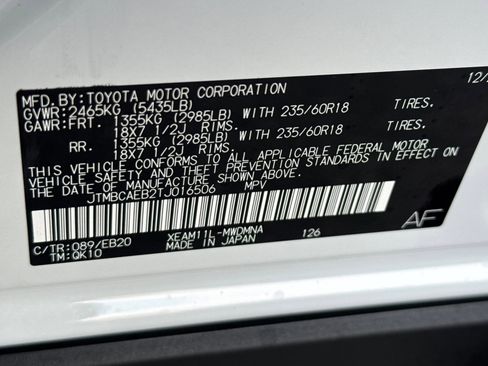 MFD.BY:TOYOTA MOTOR CORPORATION 12/
GVWR:2465KG (5435LB)
GAWR:FRT. 1355KG (2985LB) WITH 235/60R18 TIRES.
18X7 1/2J RIMS.
RR. 1355KG (2985LB) WITH 235/60R18 TIRES.
18X7 1/2J RIMS.
THIS VEHICLE CONFORMS TO ALL APPLICABLE FEDERAL MOTOR
VEHICLE SAFETY AND BUMPER STANDARDS IN EFFECT ON THE DATE
OF MANUFACTURE SHOWN ABOVE.
JTMBCAEB2TJ016506 MPV
AF
C/TR:089/EB20 XEAM11L-MWDMNA
TM:QK10 MADE IN JAPAN 126